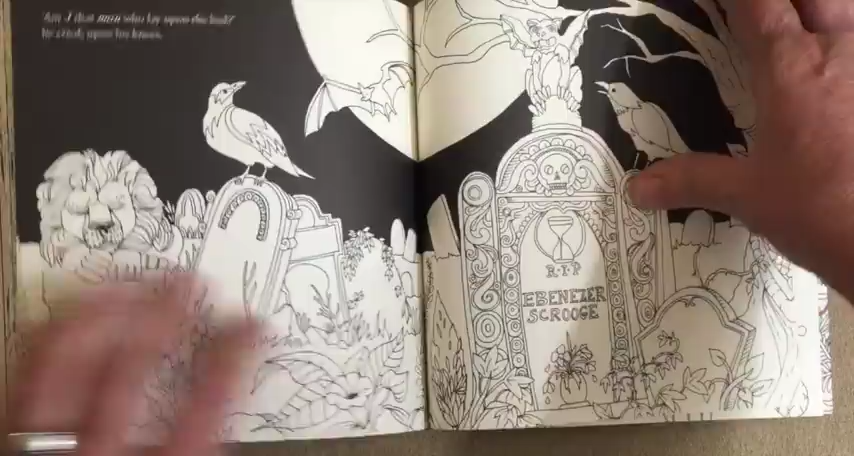 'Am I that man who lay upon the bed?'
he cried, upon his knees.
R·I·P
EBENEZER
SCROOGE